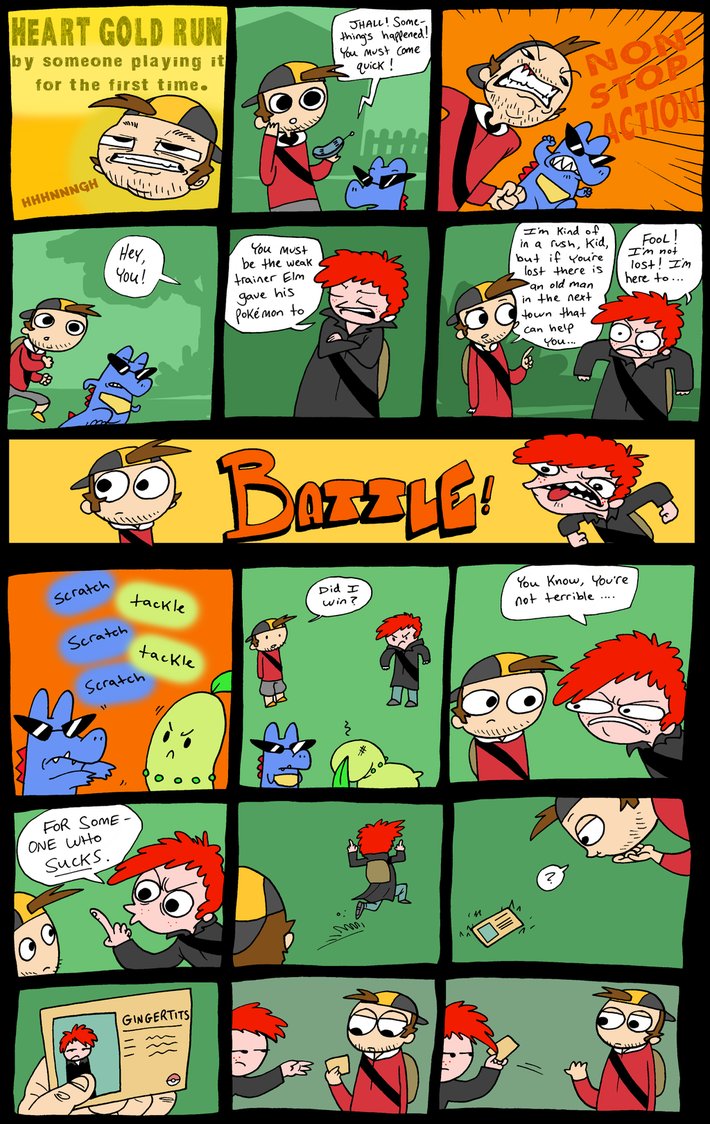 HEART GOLD RUN
by someone playing it
for the first time.
HHHNNNGH
JHALL! Some-
thing's happened!
You must come
quick!
NON
STOP
ACTION
Hey,
You!
You must
be the weak
trainer Elm
gave his
Pokémon to
I'm kind of
in a rush, kid,
but if you're
lost there is
an old man
in the next
town that
can help
you...
FOOL!
I'm not
lost! I'm
here to...
BATTLE!
Scratch
tackle
Scratch
tackle
Scratch
Did I
win?
You know, you're
not terrible ....
FOR SOME-
ONE WHO
SUCKS.
?
GINGERTITS